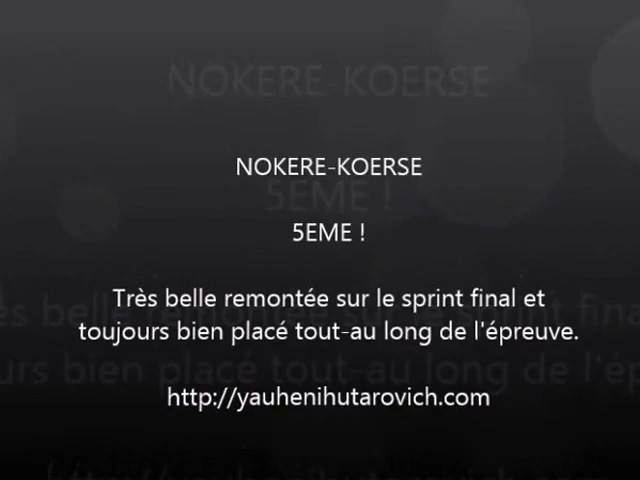 NOKERE-KOERSE
5EME !
Très belle remontée sur le sprint final et
toujours bien placé tout-au long de l'épreuve.
http://yauhenihutarovich.com